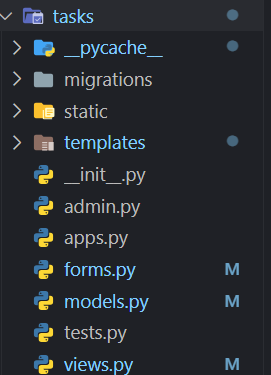 tasks
__pycache__
migrations
static
templates
__init__.py
admin.py
apps.py
forms.py M
models.py M
tests.py
views.py M